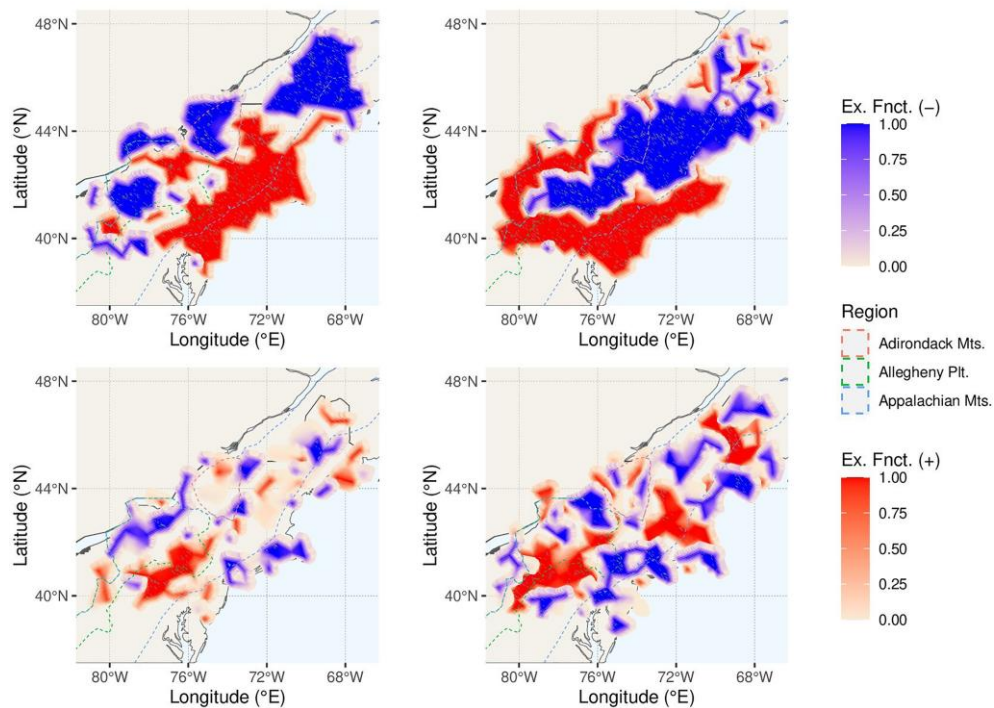 48°N
44°N
40°N
Latitude (°N)
80°W 76°W 72°W 68°W
Longitude (°E)
48°N
44°N
40°N
Latitude (°N)
80°W 76°W 72°W 68°W
Longitude (°E)
48°N
44°N
40°N
Latitude (°N)
80°W 76°W 72°W 68°W
Longitude (°E)
48°N
44°N
40°N
Latitude (°N)
80°W 76°W 72°W 68°W
Longitude (°E)
Ex. Fnct. (−)
1.00
0.75
0.50
0.25
0.00
Region
Adirondack Mts.
Allegheny Plt.
Appalachian Mts.
Ex. Fnct. (+)
1.00
0.75
0.50
0.25
0.00